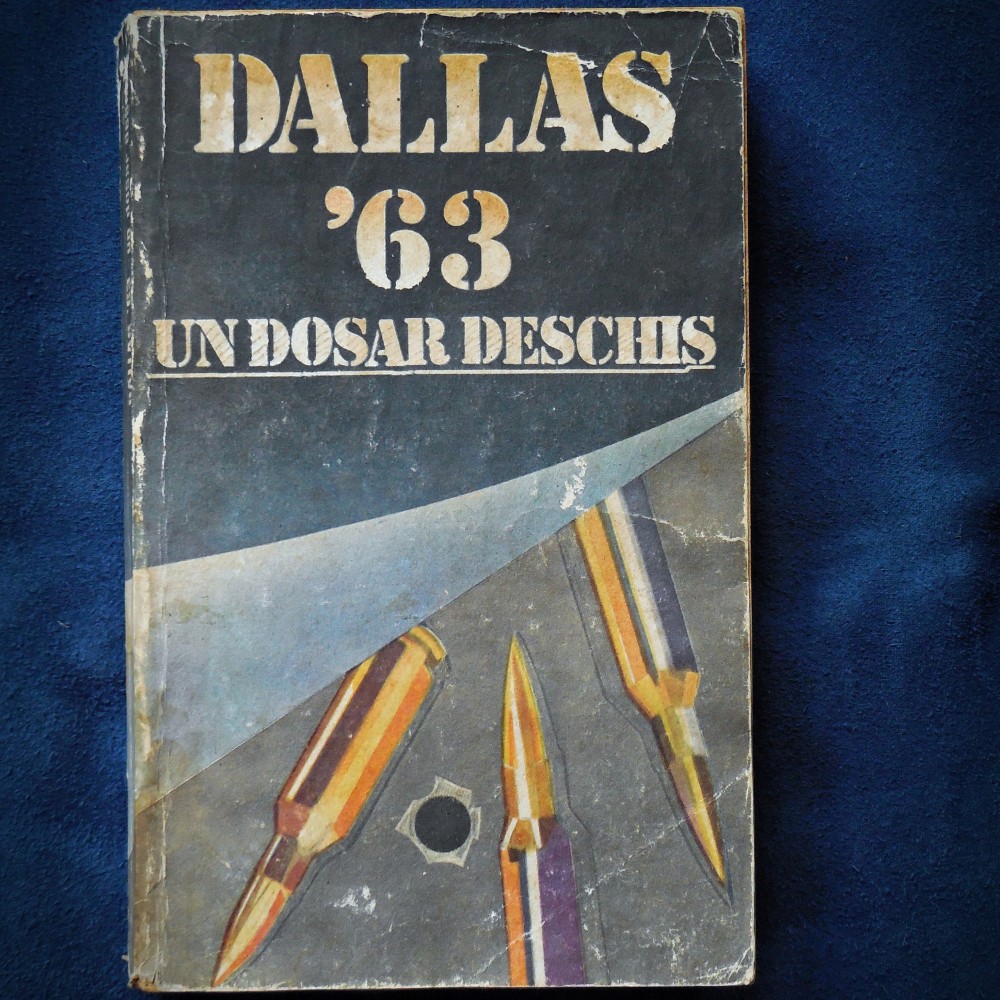 DALLAS
'63
UN DOSAR DESCHIS